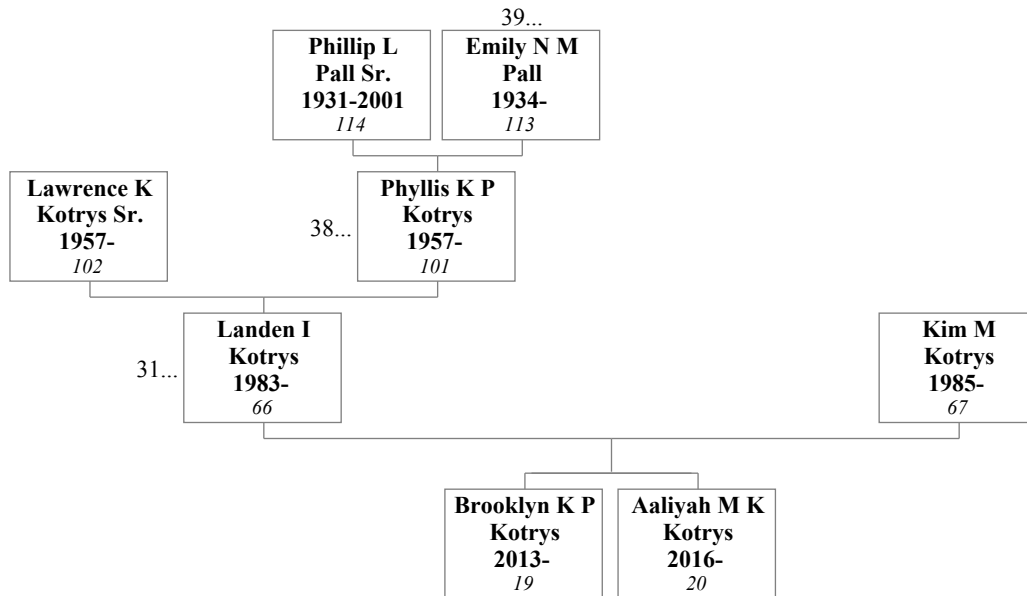 39...
Phillip L
Pall Sr.
1931-2001
114
Emily N M
Pall
1934-
113
Lawrence K
Kotrys Sr.
1957-
102
38...
Phyllis K P
Kotrys
1957-
101
31...
Landen I
Kotrys
1983-
66
Kim M
Kotrys
1985-
67
Brooklyn K P
Kotrys
2013-
19
Aaliyah M K
Kotrys
2016-
20